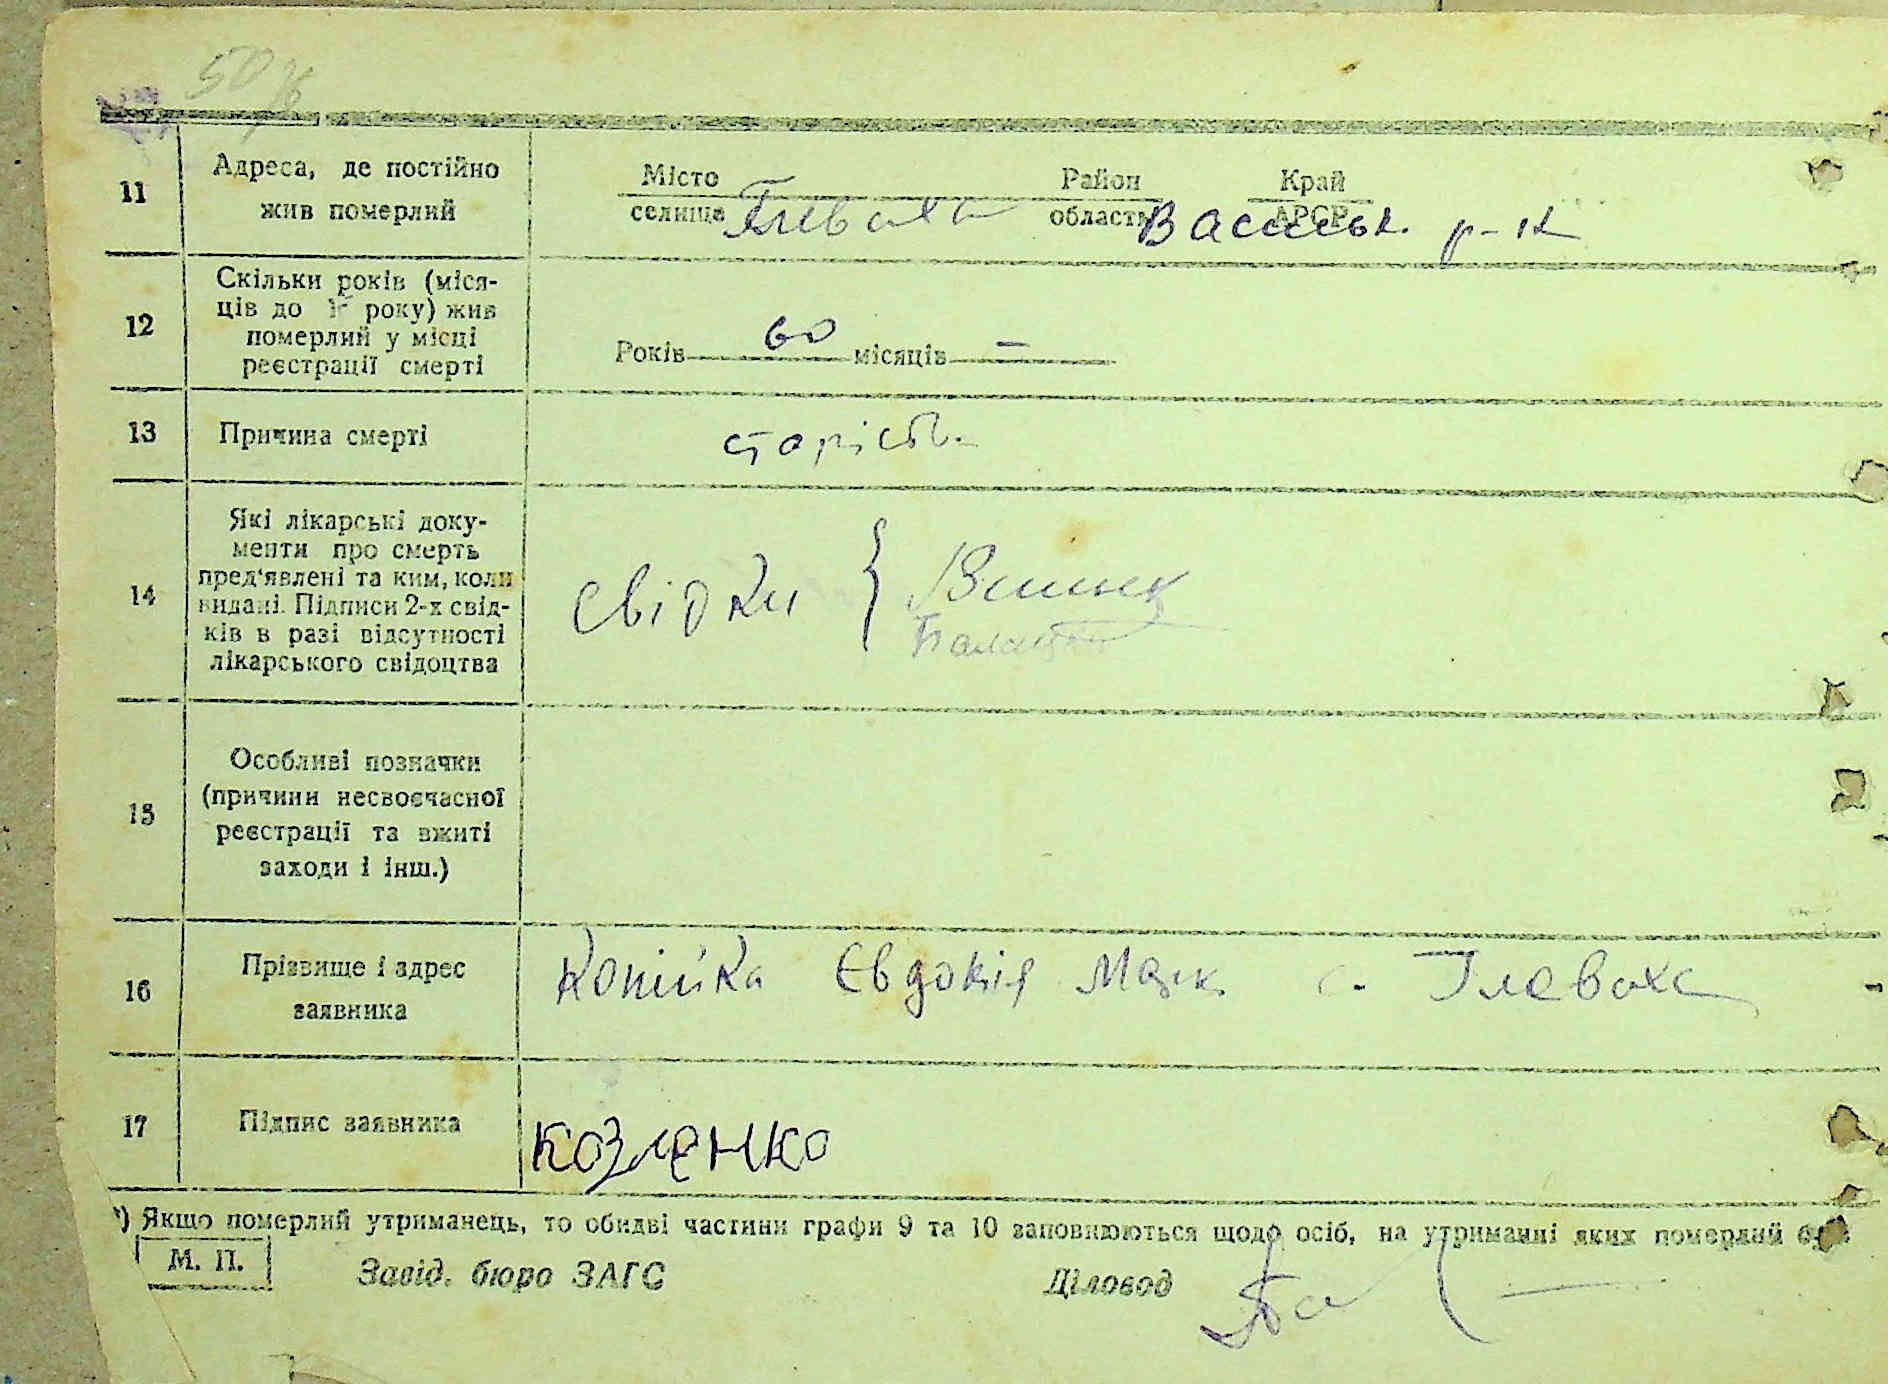 50
11
Адреса, де постійно
жив померлий
Місто
селище
Глеваха
Район
область
Край
АРСР
Васильк. р-н
12
Скільки років (міся-
ців до 1 року) жив
померлий у місці
реєстрації смерті
Років 60 місяців —
13
Причина смерті
старість
14
Які лікарські доку-
менти про смерть
пред'явлені та ким, коли
видані. Підписи 2-х свід-
ків в разі відсутності
лікарського свідоцтва
свідки {
15
Особливі позначки
(причини несвоєчасної
реєстрації та вжиті
заходи і інш.)
16
Прізвище і адрес
заявника
Копійка Євдокія Марк. с. Глеваха
17
Підпис заявника
козленко
*) Якщо померлий утриманець, то обидві частини графи 9 та 10 заповнюються щодо осіб, на утриманні яких померлий був
М. П.
Завід. бюро ЗАГС
Діловод